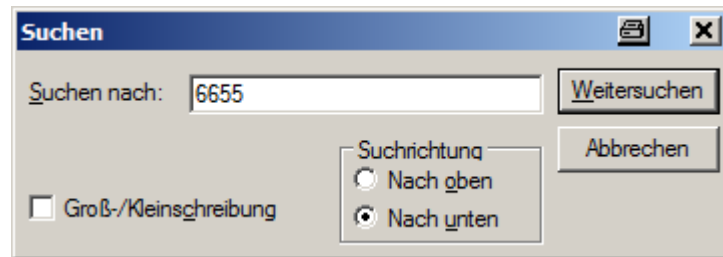 Suchen
Suchen nach: 6655 Weitersuchen
Suchrichtung Abbrechen
Nach oben
Groß-/Kleinschreibung Nach unten